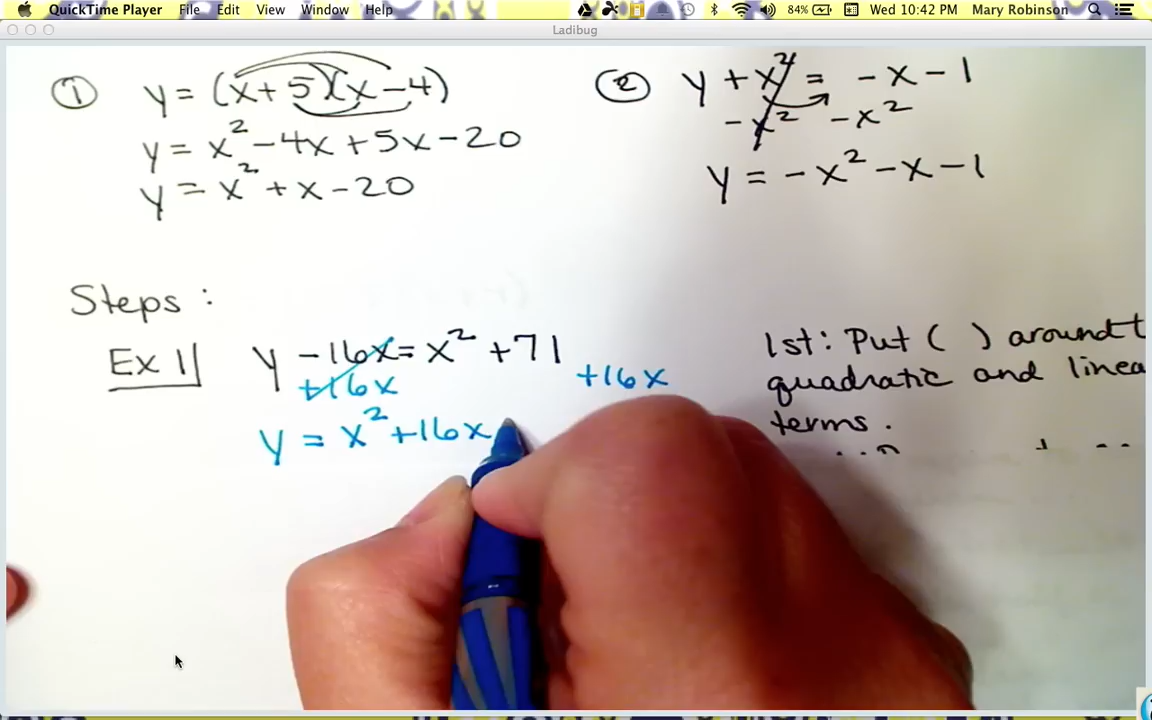 QuickTime Player File Edit View Window Help 84% Wed 10:42 PM Mary Robinson
Ladibug
① y = (x+5)(x-4)
y = x² -4x +5x -20
y = x² + x - 20
② y + x² = -x - 1
-x² -x²
y = -x² - x - 1
Steps :
Ex 1 y -16x = x² +71
+16x +16x
y = x² +16x
1st: Put ( ) around t
quadratic and linea
terms.